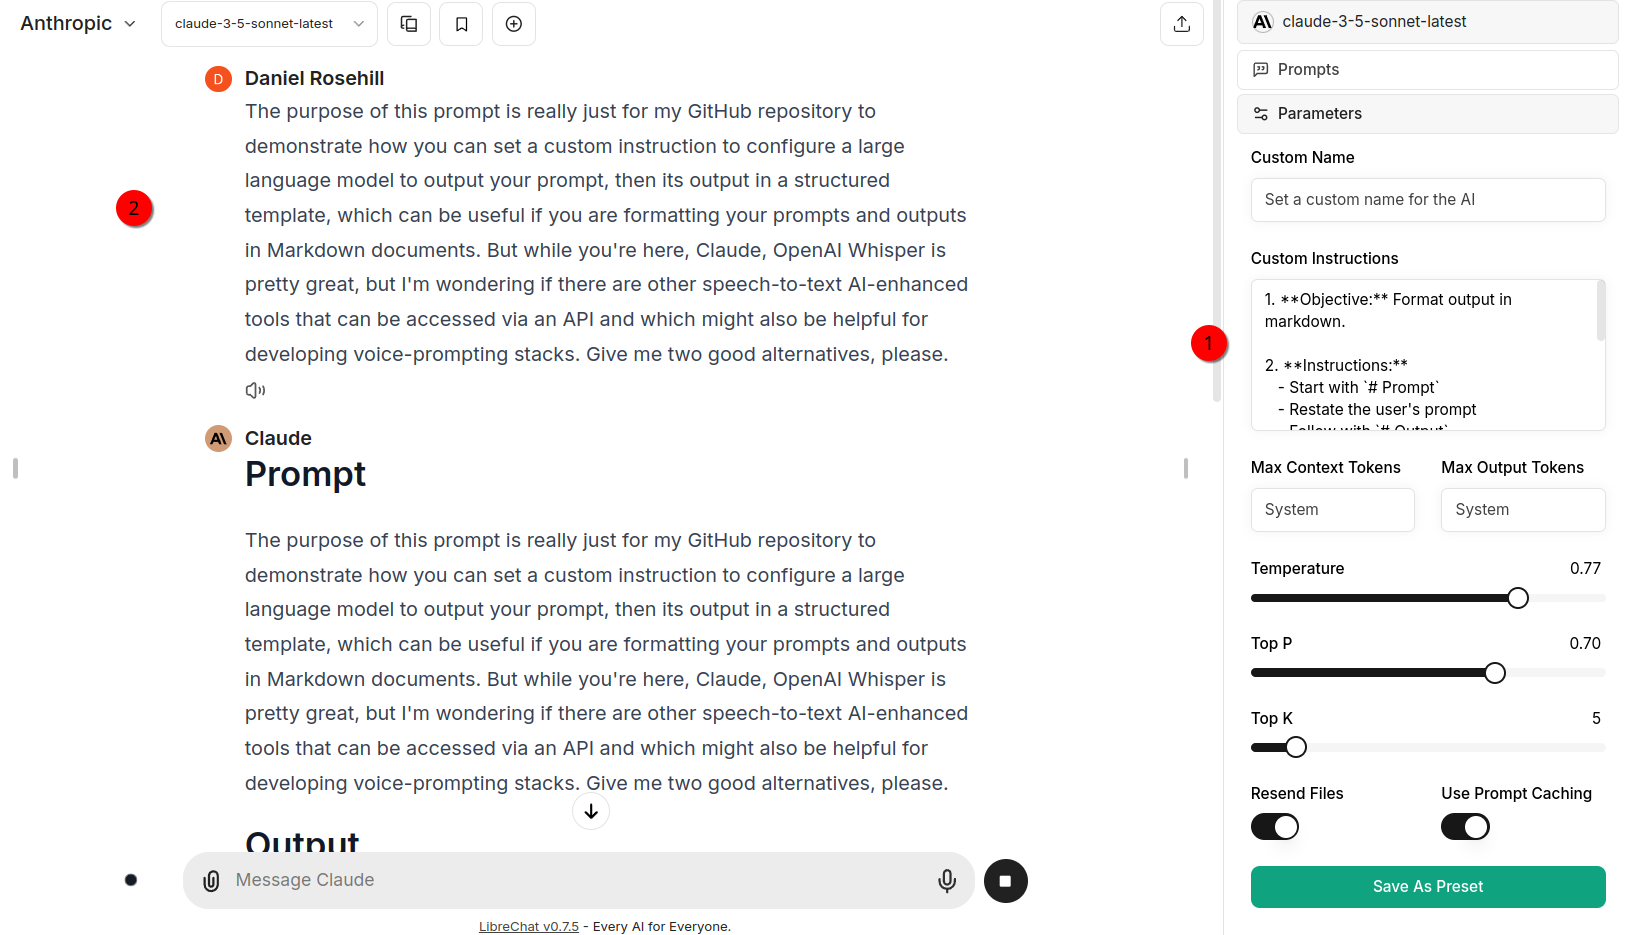 Anthropic
claude-3-5-sonnet-latest
D
Daniel Rosehill
The purpose of this prompt is really just for my GitHub repository to
demonstrate how you can set a custom instruction to configure a large
language model to output your prompt, then its output in a structured
template, which can be useful if you are formatting your prompts and outputs
in Markdown documents. But while you're here, Claude, OpenAI Whisper is
pretty great, but I'm wondering if there are other speech-to-text AI-enhanced
tools that can be accessed via an API and which might also be helpful for
developing voice-prompting stacks. Give me two good alternatives, please.
2
Claude
Prompt
The purpose of this prompt is really just for my GitHub repository to
demonstrate how you can set a custom instruction to configure a large
language model to output your prompt, then its output in a structured
template, which can be useful if you are formatting your prompts and outputs
in Markdown documents. But while you're here, Claude, OpenAI Whisper is
pretty great, but I'm wondering if there are other speech-to-text AI-enhanced
tools that can be accessed via an API and which might also be helpful for
developing voice-prompting stacks. Give me two good alternatives, please.
Output
Message Claude
LibreChat v0.7.5 - Every AI for Everyone.
1
claude-3-5-sonnet-latest
Prompts
Parameters
Custom Name
Set a custom name for the AI
Custom Instructions
1. **Objective:** Format output in
markdown.
2. **Instructions:**
- Start with `# Prompt`
- Restate the user's prompt
- Follow with `# Output`
Max Context Tokens
Max Output Tokens
System
System
Temperature 0.77
Top P 0.70
Top K 5
Resend Files
Use Prompt Caching
Save As Preset